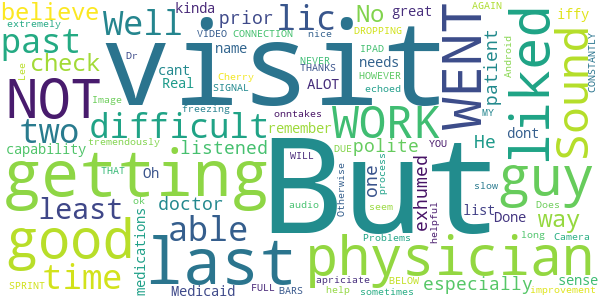 believe
kinda
prior
lic
No
great
iffy
AGAIN
extremely
well
VIDEO CONNECTION
nice
DROPPING
past
visit
WENT
liked
Sound
check
name
NEVER
THANKS
IPAD
needs
patient
Android
CONSTANTLY
Dr
cant
Real
SIGNAL
HOWEVER
echoed
Lee
Image
Cherry
ALOT
MY
NOT
two
difficult
freezing
onntakes
WORK
remember
YOU
He
dont
capability
tremendously
listened
WILL
DUE
polite
THAT
Oh
getting
But
one
process
exhumed
helpful
slow
guy
least
doctor
Otherwise
list
Done
way
ok
able
audio
seem
Does
good
medications
last
physician
long
Camera
time
Problems
apriciate
BELOW
especially
sense
SPRINT
Medicaid
FULL
BARS
help
sometimes
improvement